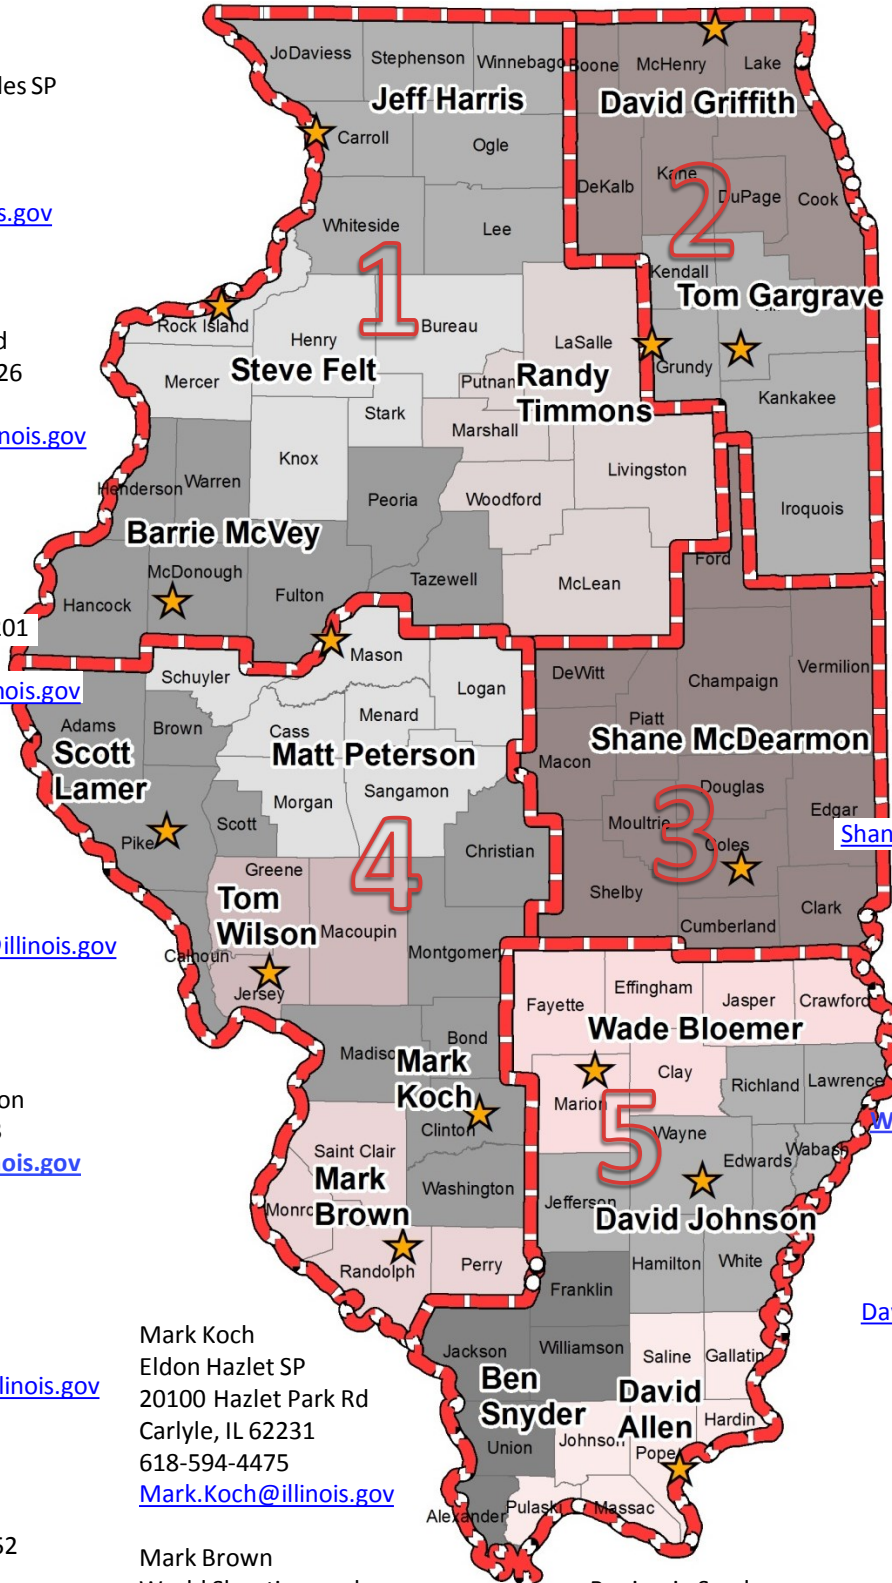 JoDaviess
Stephenson
Winnebago
Boone
McHenry
Lake
les SP
Jeff Harris
David Griffith
Carroll
Ogle
Kane
DeKalb
DuPage
Cook
2
s.gov
Whiteside
Lee
Kendall
1
Tom Gargrave
Rock Island
Henry
Bureau
LaSalle
d
Grundy
26
Mercer
Steve Felt
Putnam
Randy
Timmons
Kankakee
Stark
Marshall
nois.gov
Knox
Livingston
Henderson
Warren
Peoria
Woodford
Iroquois
Barrie McVey
Ford
McDonough
Tazewell
McLean
Hancock
Fulton
201
Mason
Schuyler
DeWitt
Vermilion
nois.gov
Logan
Champaign
Adams
Brown
Cass
Menard
Piatt
Scott
Lamer
Matt Peterson
Macon
Shane McDearmon
Morgan
Sangamon
Douglas
Scott
Moultrie
Edgar
Pike
3
Coles
Shan
4
Christian
Greene
Shelby
Clark
Tom
Wilson
Macoupin
Cumberland
@illinois.gov
Calhoun
Montgomery
Jersey
Fayette
Effingham
Jasper
Crawford
Wade Bloemer
Madison
Bond
Mark
Koch
Clay
Richland
Lawrence
on
Marion
W
Clinton
5
Wayne
Saint Clair
Edwards
Wabash
ois.gov
Mark
Brown
Washington
Jefferson
Monroe
David Johnson
Randolph
Perry
Hamilton
White
Franklin
Dav
Mark Koch
Eldon Hazlet SP
20100 Hazlet Park Rd
Carlyle, IL 62231
618-594-4475
Mark.Koch@illinois.gov
Jackson
Williamson
Saline
Gallatin
linois.gov
Ben
Snyder
David
Allen
Hardin
Union
Johnson
Pope
Alexander
Pulaski
Massac
52
Mark Brown